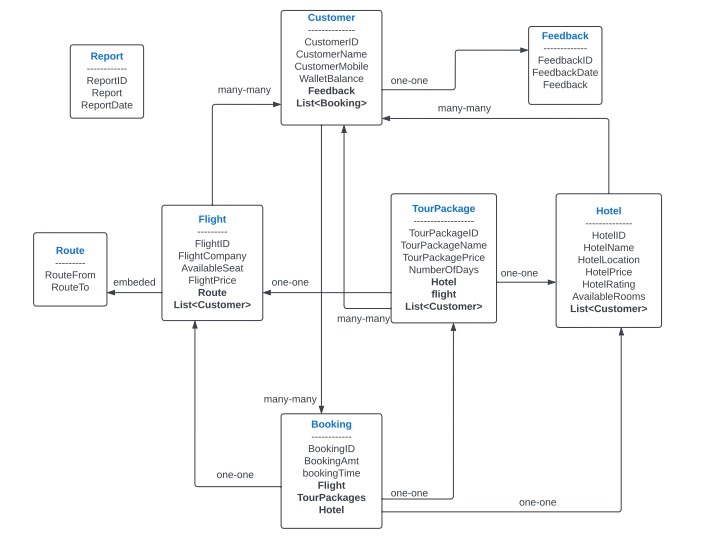 Customer
--------------
CustomerID
CustomerName
CustomerMobile
WalletBalance
Feedback
List<Booking>
Report
------------
ReportID
Report
ReportDate
Feedback
-------------
FeedbackID
FeedbackDate
Feedback
many-many
one-one
many-many
Flight
---------
FlightID
FlightCompany
AvailableSeat
FlightPrice
Route
List<Customer>
TourPackage
------------------
TourPackageID
TourPackageName
TourPackagePrice
NumberOfDays
Hotel
flight
List<Customer>
Hotel
--------------
HotelID
HotelName
HotelLocation
HotelPrice
HotelRating
AvailableRooms
List<Customer>
Route
---------
RouteFrom
RouteTo
embeded
one-one
one-one
many-many
many-many
Booking
------------
BookingID
BookingAmt
bookingTime
Flight
TourPackages
Hotel
one-one
one-one
one-one